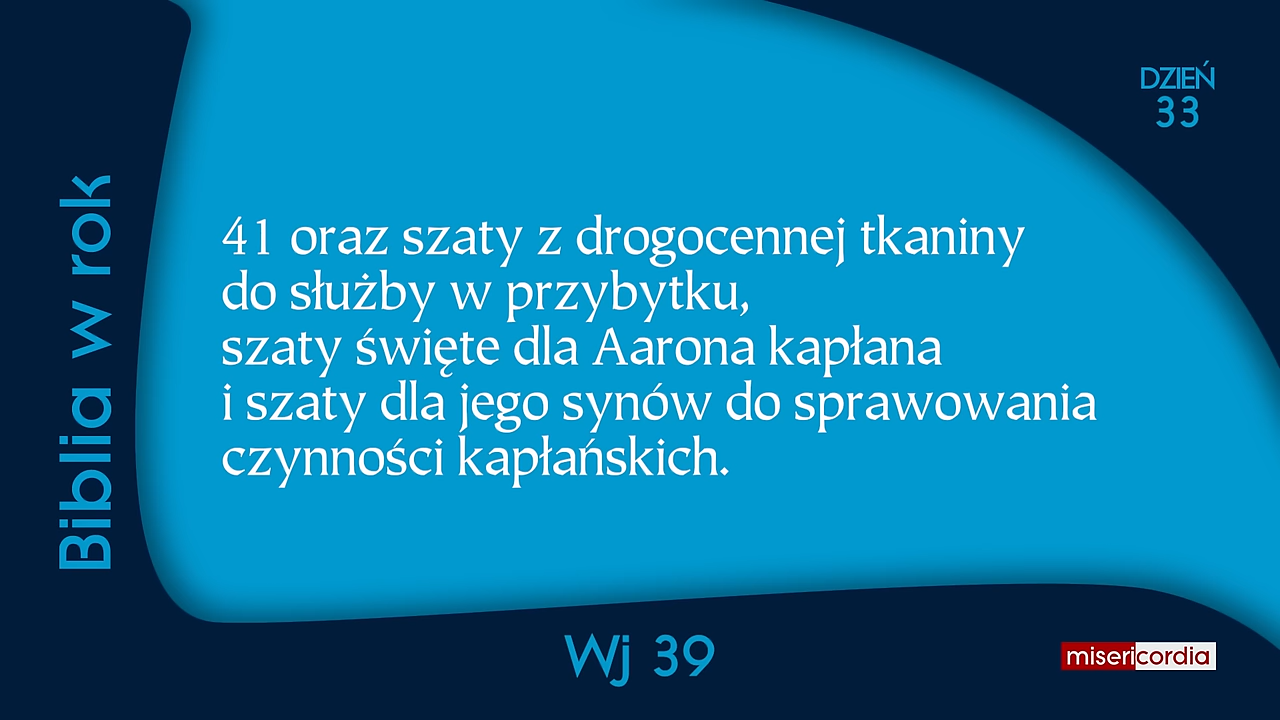 Biblia w rok
DZIEŃ
33
41 oraz szaty z drogocennej tkaniny
do służby w przybytku,
szaty święte dla Aarona kapłana
i szaty dla jego synów do sprawowania
czynności kapłańskich.
Wj 39
misericordia